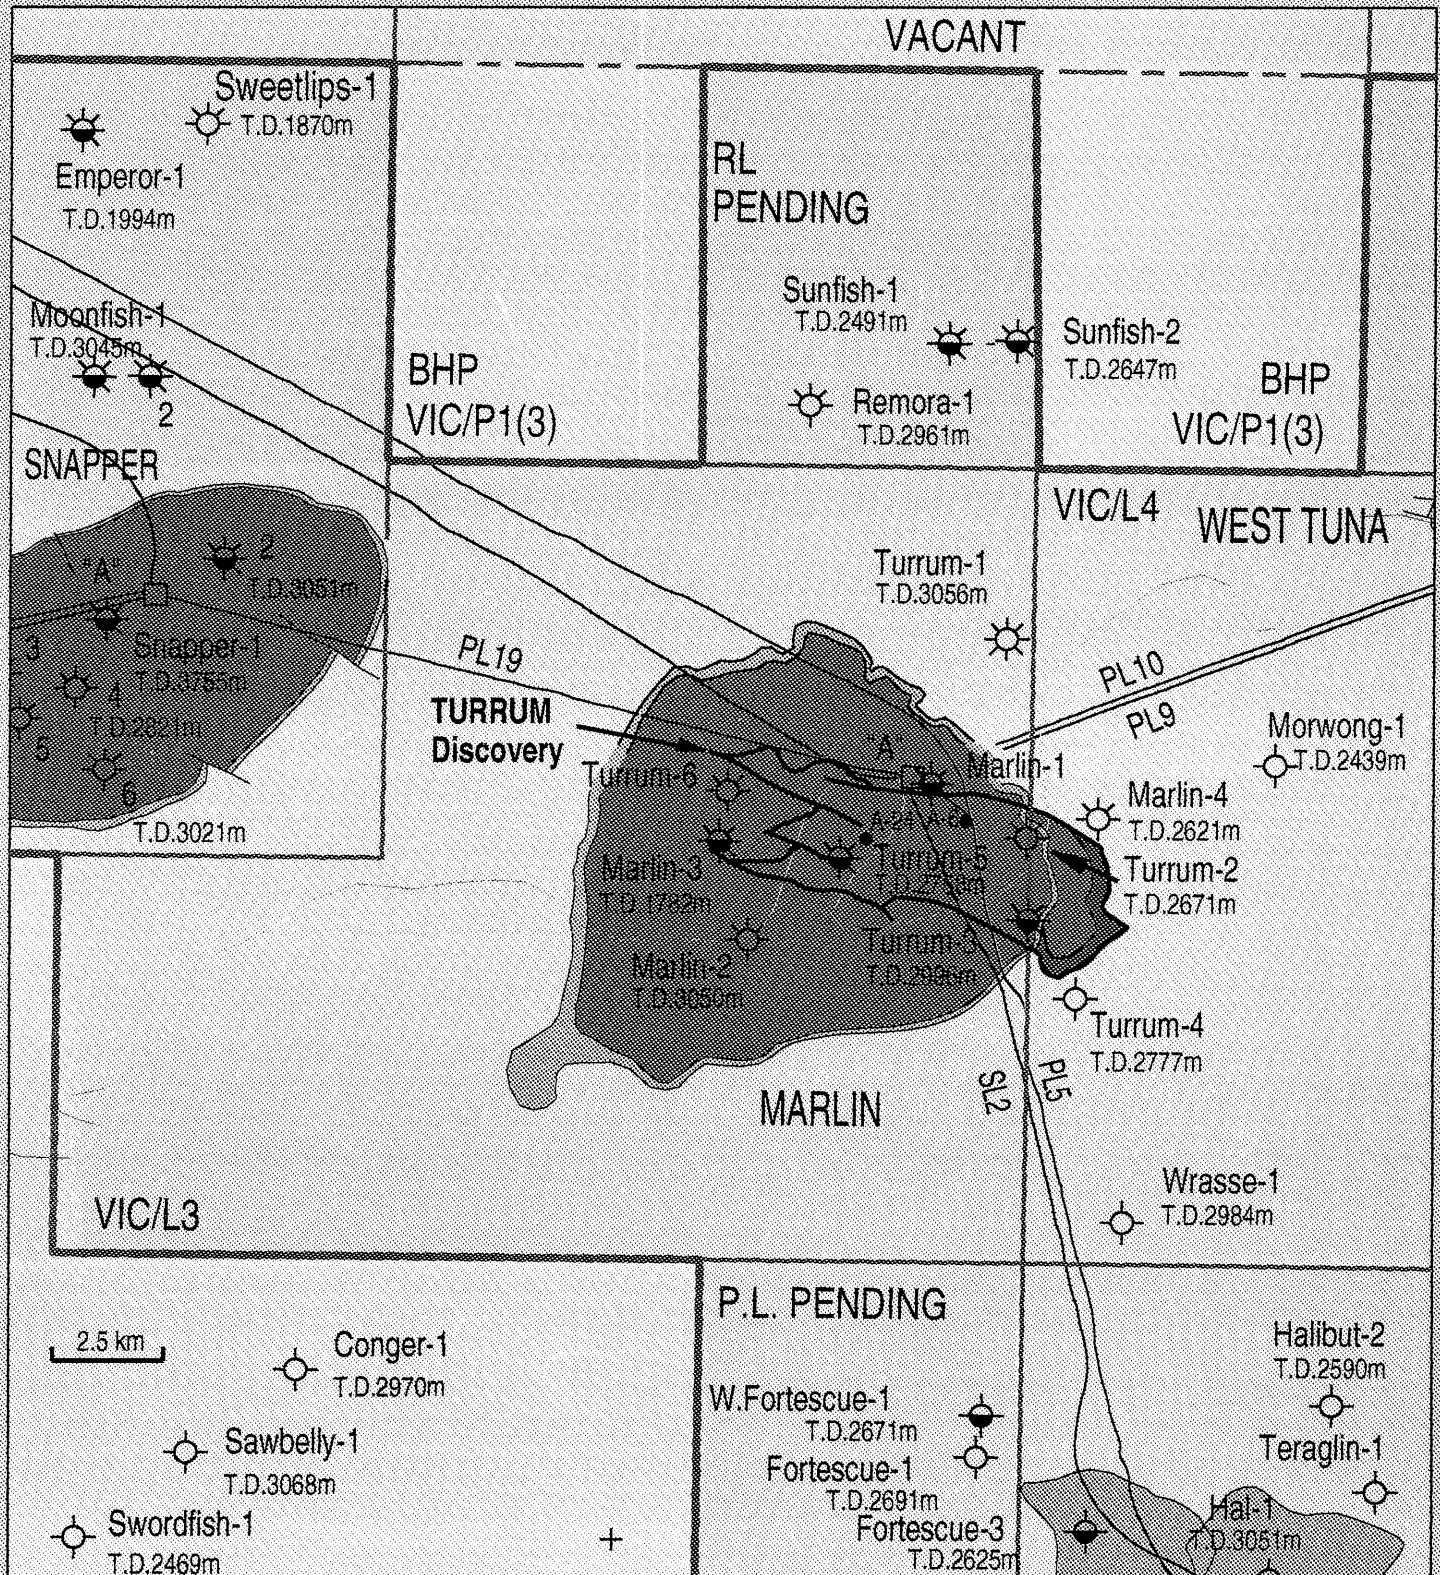 VACANT
Sweetlips-1
T.D.1870m
Emperor-1
T.D.1994m
RL
PENDING
Sunfish-1
T.D.2491m
Sunfish-2
T.D.2647m
Moonfish-1
T.D.3045m
2
BHP
VIC/P1(3)
Remora-1
T.D.2961m
BHP
VIC/P1(3)
SNAPPER
VIC/L4
WEST TUNA
"A"
2
T.D.3051m
Turrum-1
T.D.3056m
3
Snapper-1
T.D.3755m
4
T.D.2821m
5
6
T.D.3021m
PL19
PL10
PL9
TURRUM
Discovery
Morwong-1
T.D.2439m
A"
Marlin-1
Turrum-6
Marlin-4
T.D.2621m
Marlin-3
T.D.1782m
Turrum-5
Turrum-2
T.D.2671m
Turrum-3
Marlin-2
T.D.3050m
Turrum-4
T.D.2777m
SL2
PL5
MARLIN
Wrasse-1
T.D.2984m
VIC/L3
P.L. PENDING
2.5 km
Conger-1
T.D.2970m
Halibut-2
T.D.2590m
W.Fortescue-1
T.D.2671m
Sawbelly-1
T.D.3068m
Teraglin-1
Fortescue-1
T.D.2691m
Swordfish-1
T.D.2469m
Fortescue-3
T.D.2625m
Hal-1
T.D.3051m